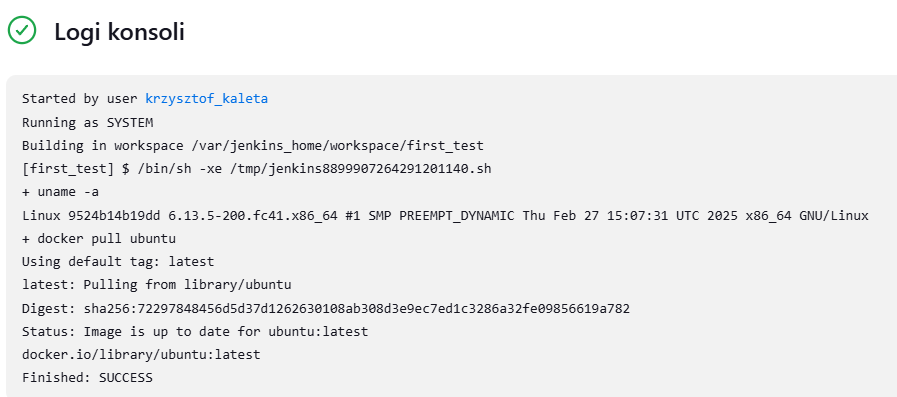 Logi konsoli
Started by user krzysztof_kaleta
Running as SYSTEM
Building in workspace /var/jenkins_home/workspace/first_test
[first_test] $ /bin/sh -xe /tmp/jenkins8899907264291201140.sh
+ uname -a
Linux 9524b14b19dd 6.13.5-200.fc41.x86_64 #1 SMP PREEMPT_DYNAMIC Thu Feb 27 15:07:31 UTC 2025 x86_64 GNU/Linux
+ docker pull ubuntu
Using default tag: latest
latest: Pulling from library/ubuntu
Digest: sha256:72297848456d5d37d1262630108ab308d3e9ec7ed1c3286a32fe09856619a782
Status: Image is up to date for ubuntu:latest
docker.io/library/ubuntu:latest
Finished: SUCCESS